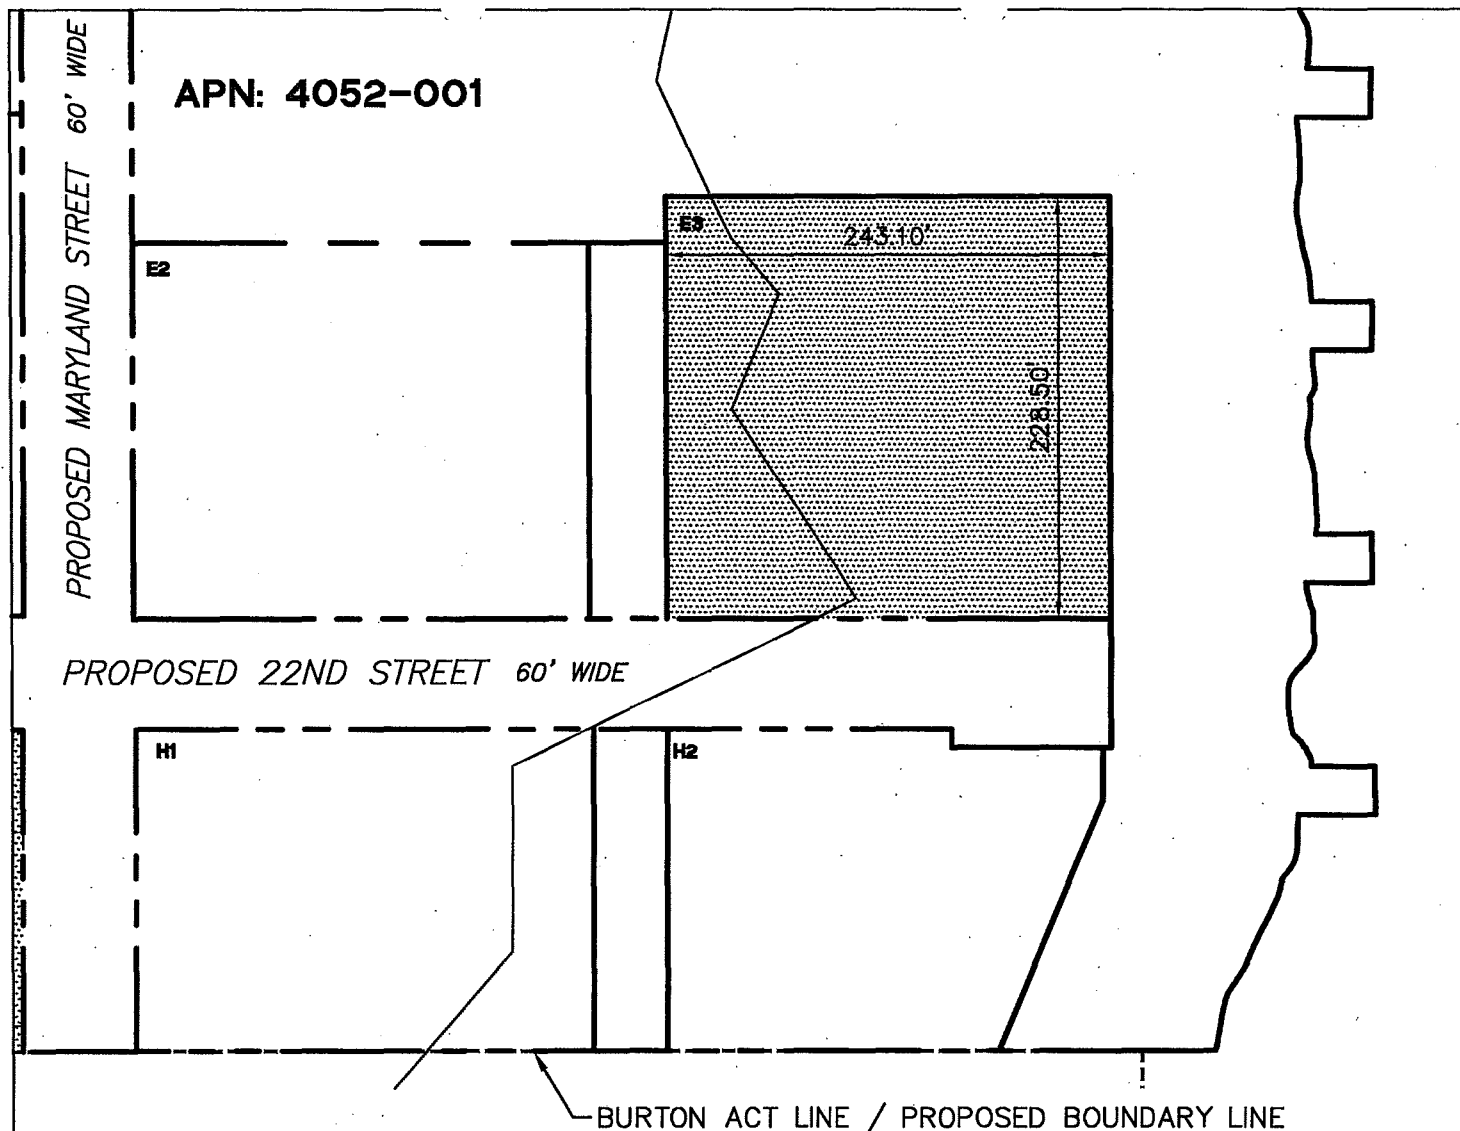 APN: 4052-001
PROPOSED MARYLAND STREET 60' WIDE
E2
E3
243.10'
228.50'
PROPOSED 22ND STREET 60' WIDE
H1
H2
BURTON ACT LINE / PROPOSED BOUNDARY LINE